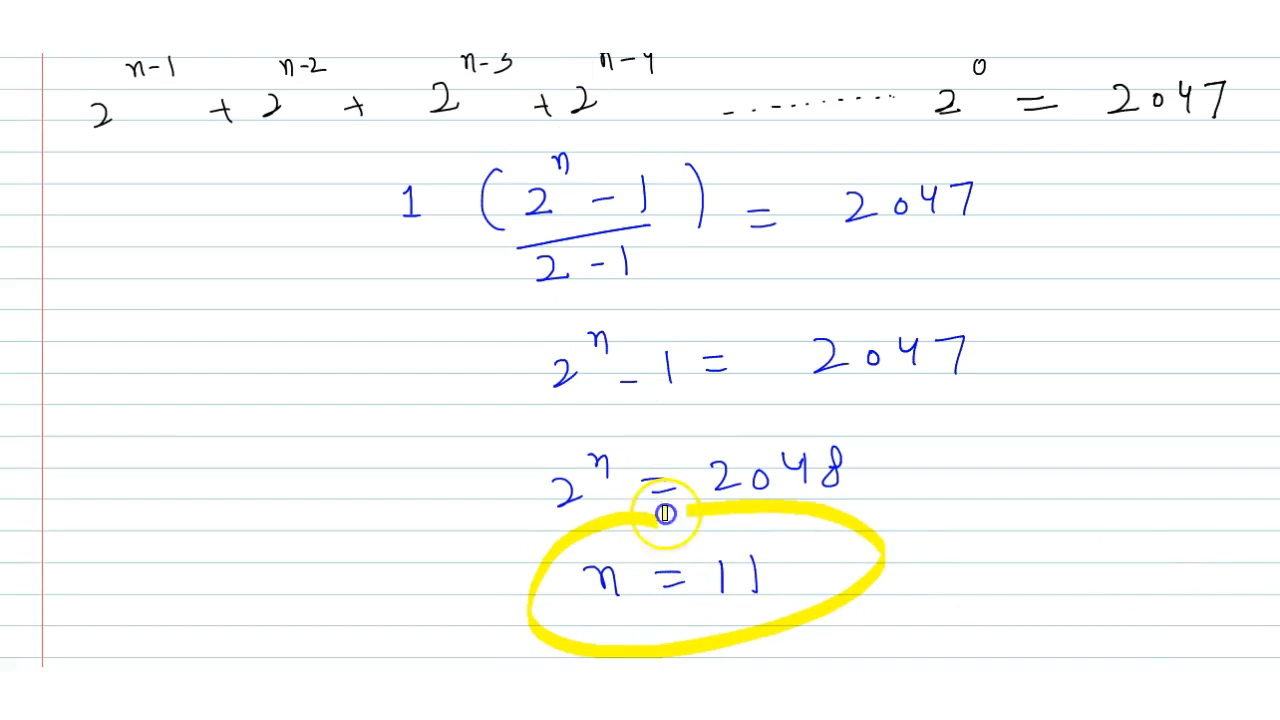 2^{n-1} + 2^{n-2} + 2^{n-3} + 2^{n-4} - ........... 2^{0} = 2047
1 ( \frac{2^{n} - 1}{2 - 1} ) = 2047
2^{n} - 1 = 2047
2^{n} = 2048
n = 11